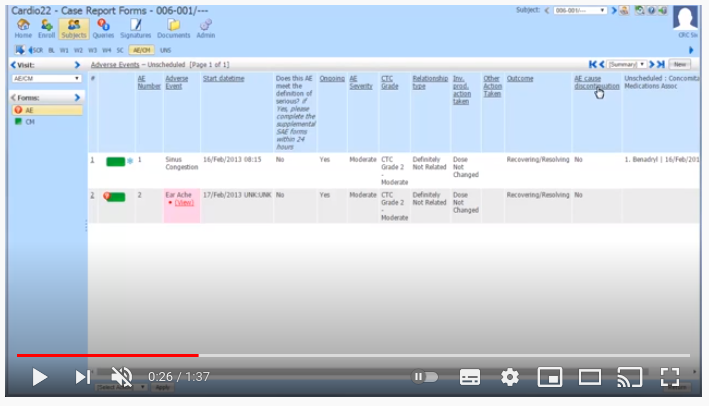 Cardio22 - Case Report Forms - 006-001/---
Subject: 006-001/---
Home Enroll Subjects Queries Signatures Documents Admin
CRC Six
SCR BL W1 W2 W3 W4 SC AE/CM UNS
Visit:
Adverse Events – Unscheduled [Page 1 of 1]
(Summary) New
AE/CM
Forms:
AE
CM
# AE Number Adverse Event Start datetime Does this AE meet the definition of serious? If Yes, please complete the supplemental SAE forms within 24 hours Ongoing AE Severity CTC Grade Relationship type Inv. prod. action taken Other Action Taken Outcome AE cause discontinuation Unscheduled : Concomita Medications Assoc
1 1 Sinus Congestion 16/Feb/2013 08:15 No Yes Moderate CTC Grade 2 - Moderate Definitely Not Related Dose Not Changed Recovering/Resolving No 1. Benadryl | 16/Feb/201
2 2 Ear Ache • (View) 17/Feb/2013 UNK:UNK No Yes Moderate CTC Grade 2 - Moderate Definitely Not Related Dose Not Changed Recovering/Resolving No
0:26 / 1:37
Apply